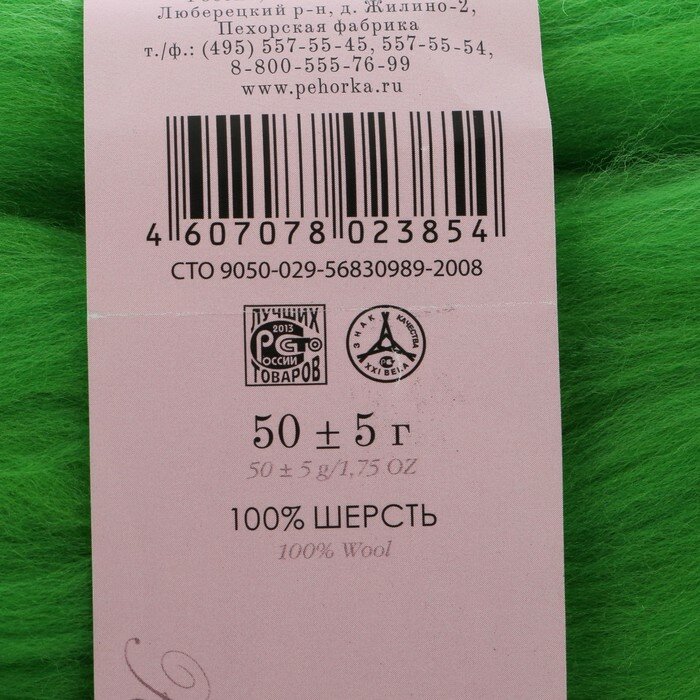 Люберецкий р-н, д. Жилино-2,
Пехорская фабрика
т./ф.: (495) 557-55-45, 557-55-54,
8-800-555-76-99
www.pehorka.ru
4 607078 023854
СТО 9050-029-56830989-2008
ЛУЧШИХ
2013
СТО
РОССИИ
ТОВАРОВ
ЗНАК КАЧЕСТВА
XXI ВЕКА
50 ± 5 г
50 ± 5 g/1,75 OZ
100% ШЕРСТЬ
100% Wool